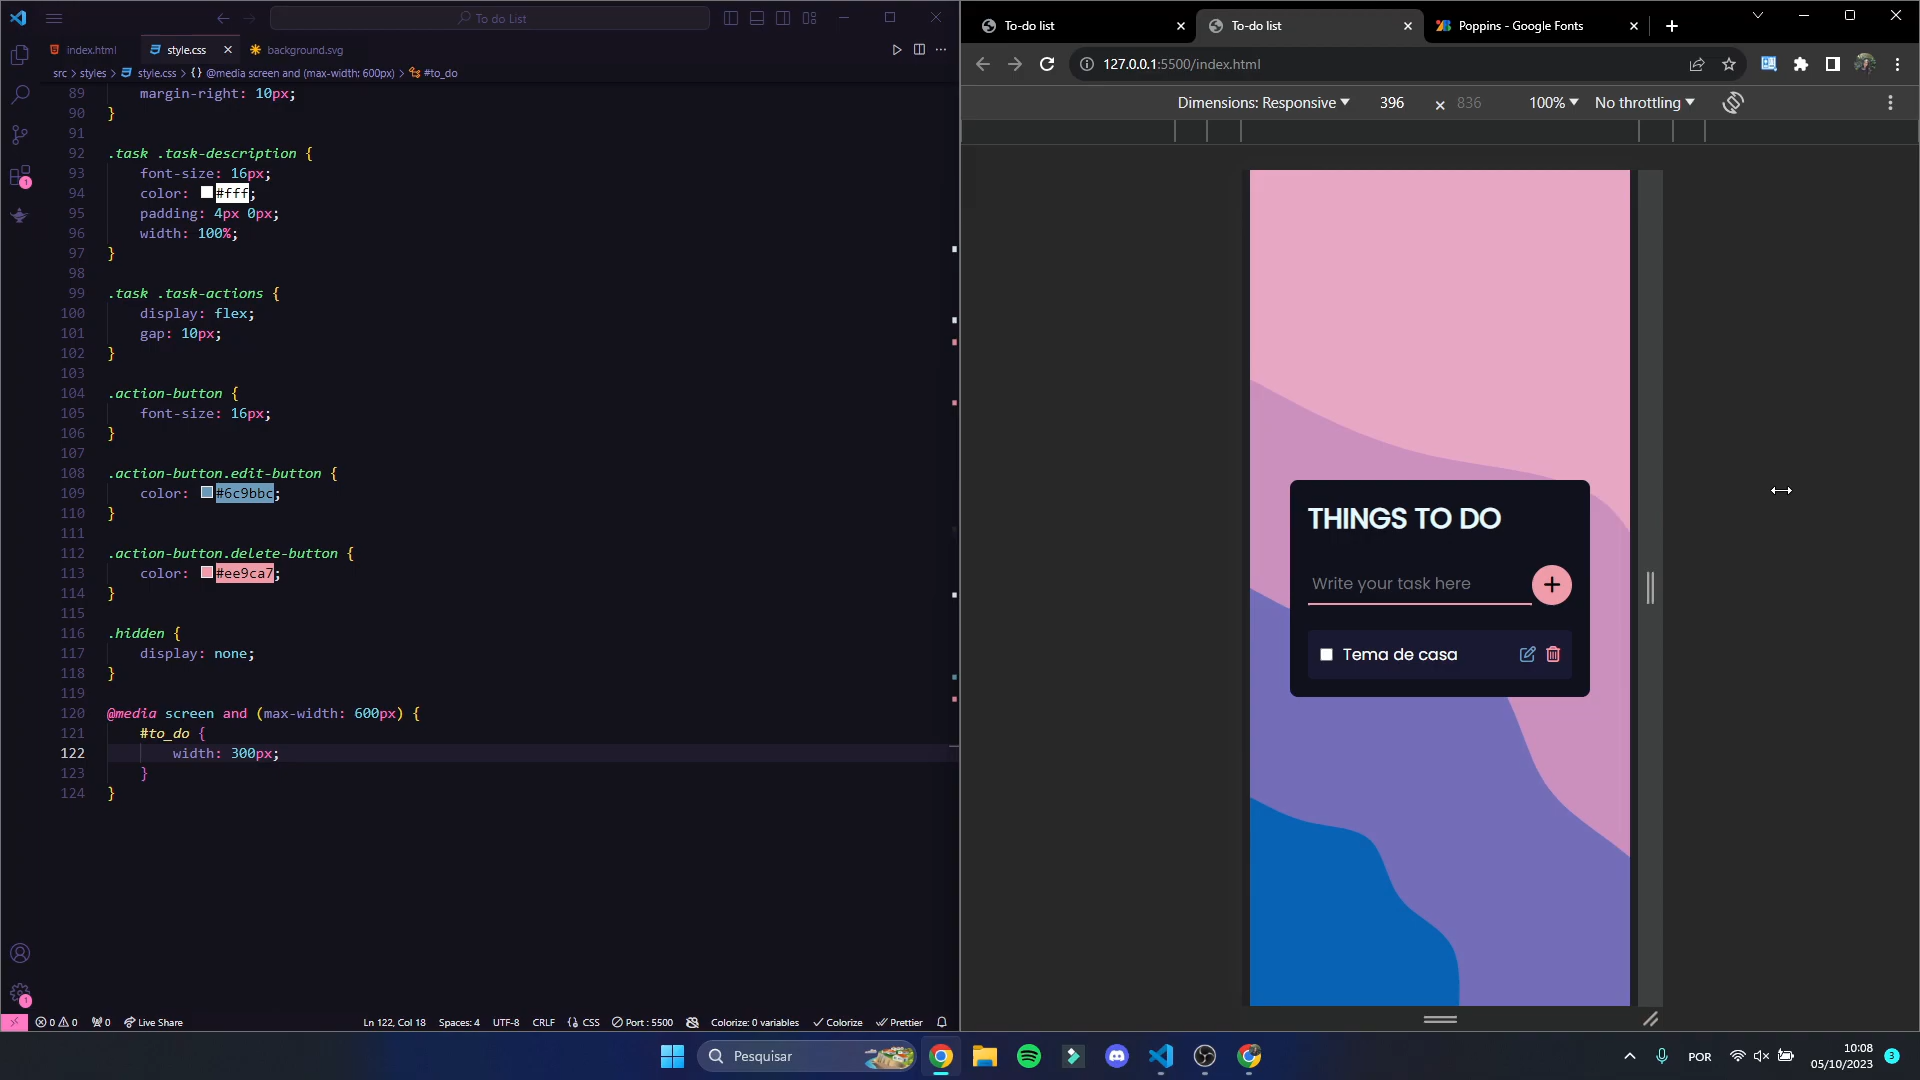 To do List
index.html
style.css
background.svg
src > styles > style.css > {} @media screen and (max-width: 600px) > #to_do
89 margin-right: 10px;
90 }
91
92 .task .task-description {
93 font-size: 16px;
94 color: #fff;
95 padding: 4px 0px;
96 width: 100%;
97 }
98
99 .task .task-actions {
100 display: flex;
101 gap: 10px;
102 }
103
104 .action-button {
105 font-size: 16px;
106 }
107
108 .action-button.edit-button {
109 color: #6c9bbc;
110 }
111
112 .action-button.delete-button {
113 color: #ee9ca7;
114 }
115
116 .hidden {
117 display: none;
118 }
119
120 @media screen and (max-width: 600px) {
121 #to_do {
122 width: 300px;
123 }
124 }
1
1
0 0 0 Live Share
Ln 122, Col 18 Spaces: 4 UTF-8 CRLF {} CSS Port : 5500 Colorize: 0 variables Colorize Prettier
To-do list
To-do list
Poppins - Google Fonts
127.0.0.1:5500/index.html
Dimensions: Responsive 396 × 836 100% No throttling
THINGS TO DO
Write your task here
Tema de casa
Pesquisar
POR
10:08
05/10/2023
3